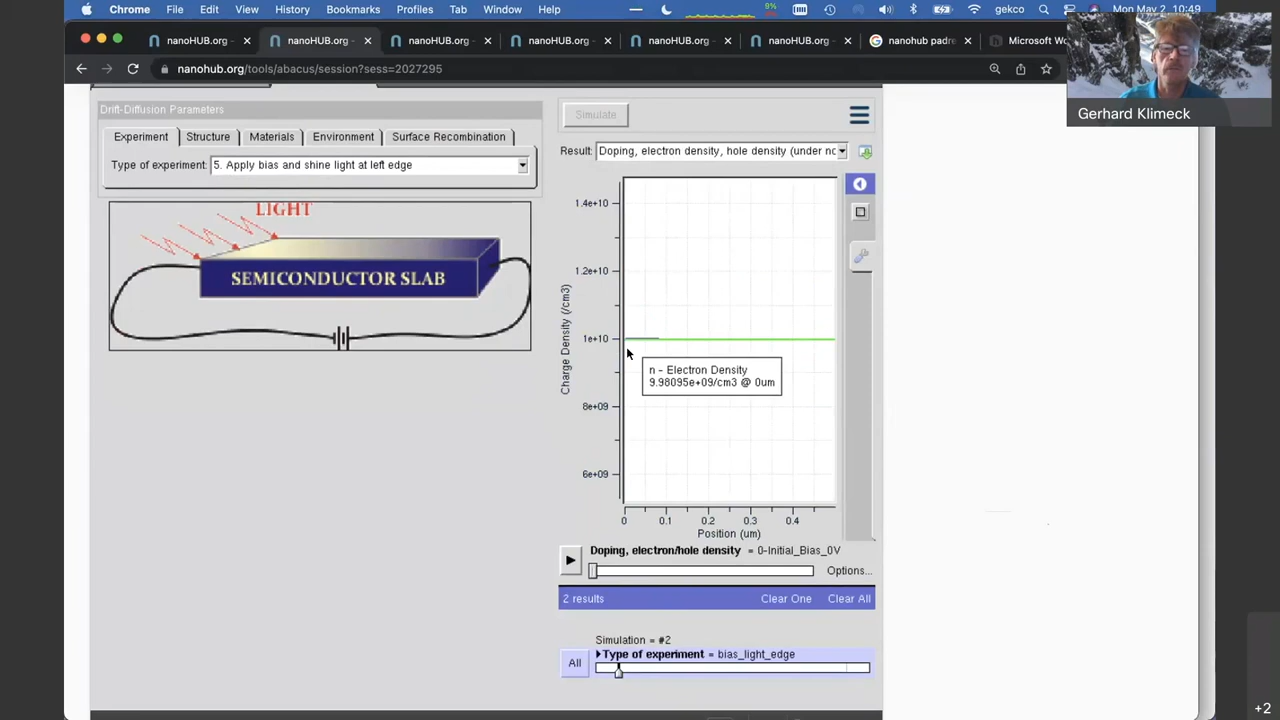 Chrome File Edit View History Bookmarks Profiles Tab Window Help 9% gekco Mon May 2 10:49
nanoHUB.org - nanoHUB.org - nanoHUB.org nanoHUB.org - nanoHUB.org - nanoHUB.org - nanohub padre Microsoft Wo
nanohub.org/tools/abacus/session?sess=2027295
Gerhard Klimeck
Drift-Diffusion Parameters
Experiment Structure Materials Environment Surface Recombination
Type of experiment: 5. Apply bias and shine light at left edge
LIGHT
SEMICONDUCTOR SLAB
Simulate
Result: Doping, electron density, hole density (under no
1.4e+10
1.2e+10
1e+10
8e+09
6e+09
Charge Density (/cm3)
n - Electron Density
9.98095e+09/cm3 @ 0um
0 0.1 0.2 0.3 0.4
Position (um)
Doping, electron/hole density = 0-Initial_Bias_0V
Options...
2 results Clear One Clear All
Simulation = #2
All Type of experiment = bias_light_edge
+2